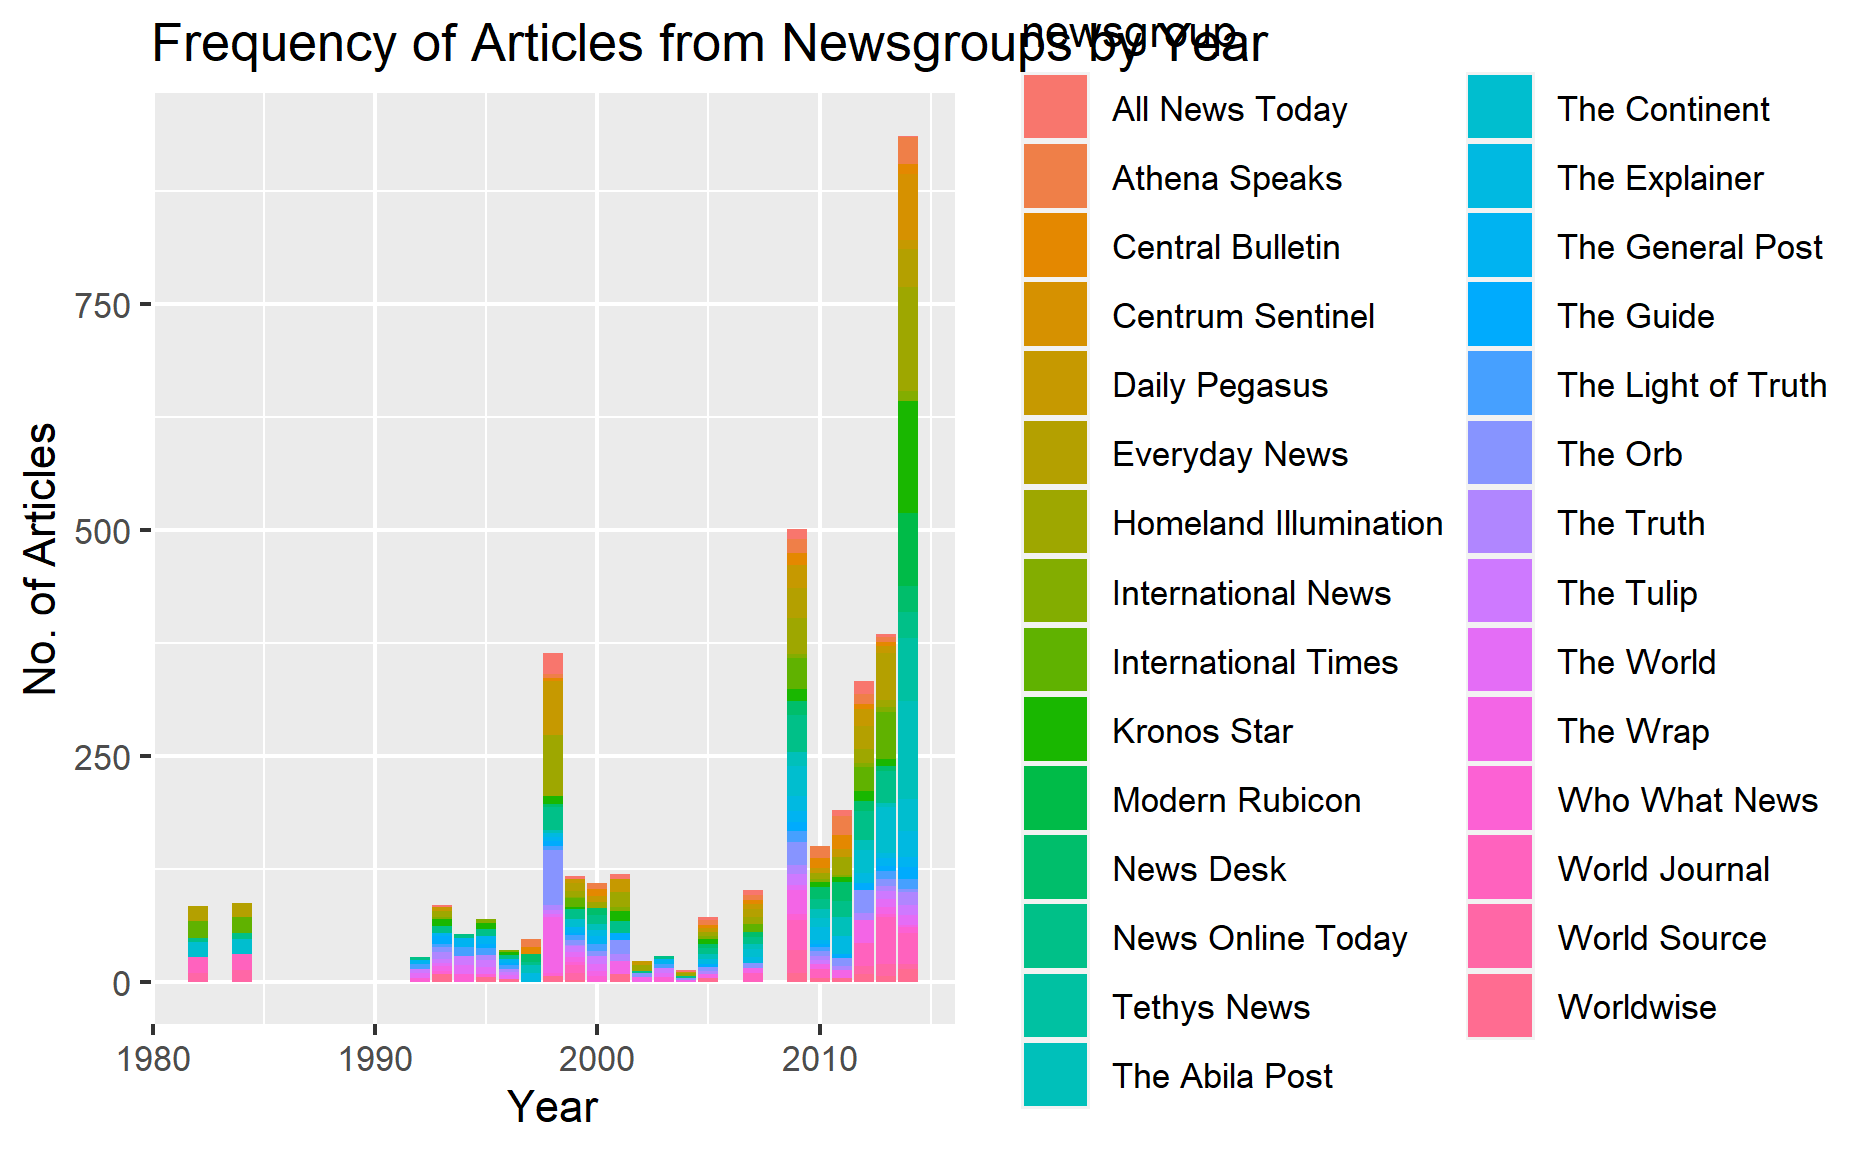 Frequency of Articles from Newsgroups by Year
newsgroup
All News Today
Athena Speaks
Central Bulletin
Centrum Sentinel
Daily Pegasus
Everyday News
Homeland Illumination
International News
International Times
Kronos Star
Modern Rubicon
News Desk
News Online Today
Tethys News
The Abila Post
The Continent
The Explainer
The General Post
The Guide
The Light of Truth
The Orb
The Truth
The Tulip
The World
The Wrap
Who What News
World Journal
World Source
Worldwise
No. of Articles
750
500
250
0
1980 1990 2000 2010
Year